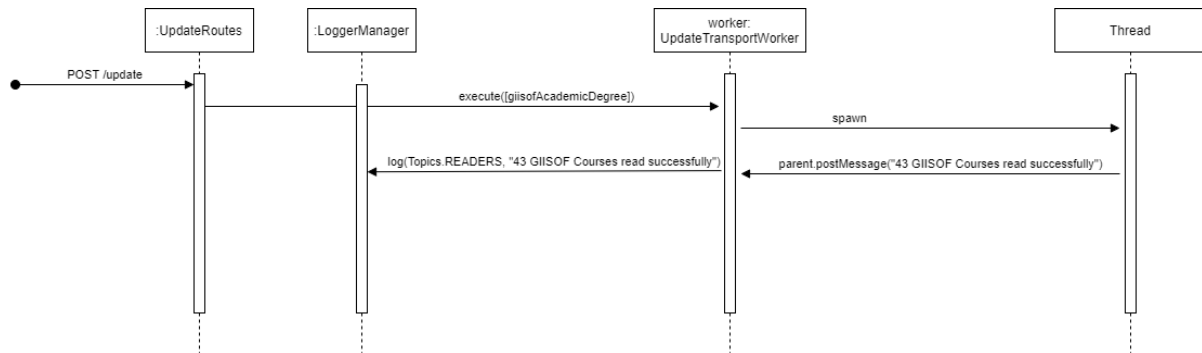 :UpdateRoutes
:LoggerManager
worker:
UpdateTransportWorker
Thread
POST /update
execute([giisofAcademicDegree])
spawn
log(Topics.READERS, "43 GIISOF Courses read successfully")
parent.postMessage("43 GIISOF Courses read successfully")